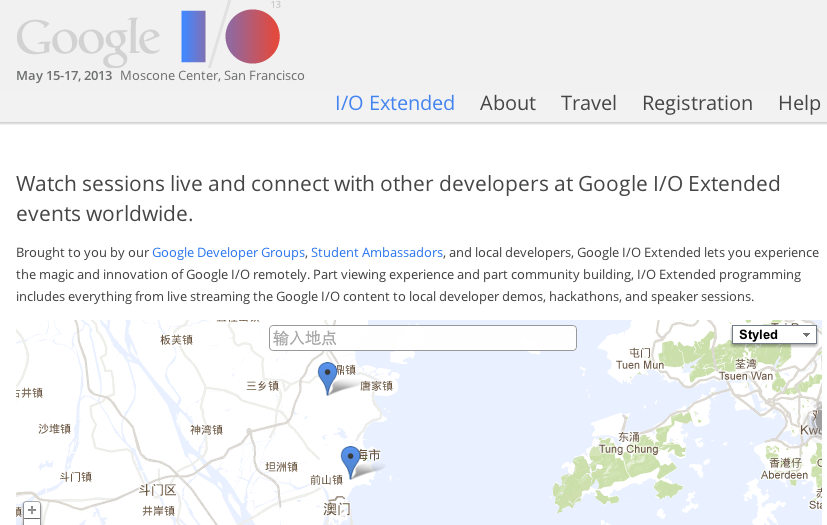 Google
13
May 15-17, 2013 Moscone Center, San Francisco
I/O Extended About Travel Registration Help
Watch sessions live and connect with other developers at Google I/O Extended
events worldwide.
Brought to you by our Google Developer Groups, Student Ambassadors, and local developers, Google I/O Extended lets you experience
the magic and innovation of Google I/O remotely. Part viewing experience and part community building, I/O Extended programming
includes everything from live streaming the Google I/O content to local developer demos, hackathons, and speaker sessions.
输入地点
Styled
板芙镇
屯门
Tuen Mun
荃湾
Tsuen Wan
三乡镇
鼎镇
唐家镇
古井镇
沙堆镇
神湾镇
东涌
Tung Chung
坦洲镇
海市
前山镇
斗门镇
斗门区
井岸镇
澳门
香港仔
Aberdeen